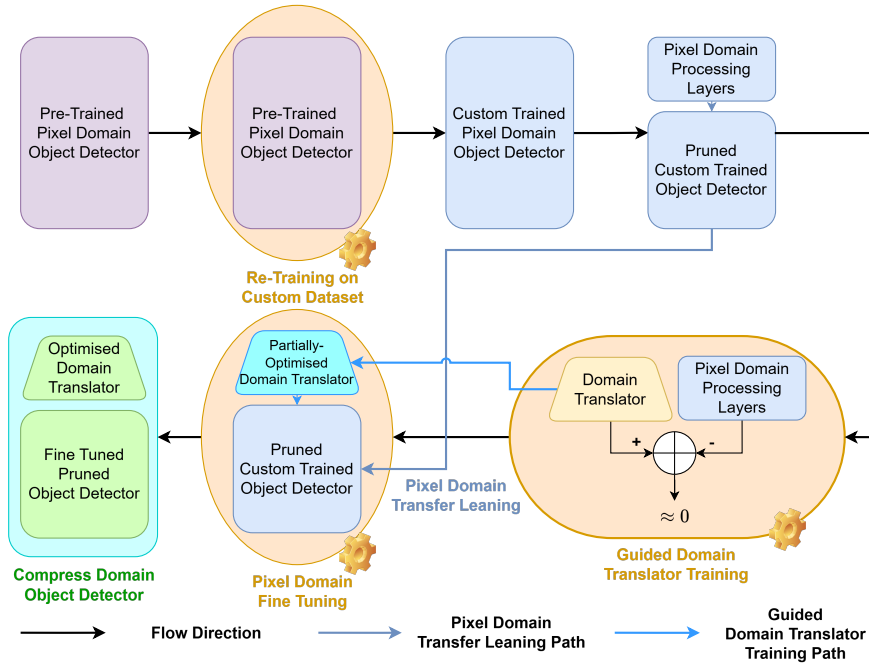 Pre-Trained
Pixel Domain
Object Detector
Pre-Trained
Pixel Domain
Object Detector
Re-Training on
Custom Dataset
Custom Trained
Pixel Domain
Object Detector
Pixel Domain
Processing
Layers
Pruned
Custom Trained
Object Detector
Optimised
Domain
Translator
Fine Tuned
Pruned
Object Detector
Compress Domain
Object Detector
Partially-
Optimised
Domain Translator
Pruned
Custom Trained
Object Detector
Pixel Domain
Fine Tuning
Pixel Domain
Transfer Leaning
Domain
Translator
Pixel Domain
Processing
Layers
+
-
≈ 0
Guided Domain
Translator Training
Flow Direction
Pixel Domain
Transfer Leaning Path
Guided
Domain Translator
Training Path